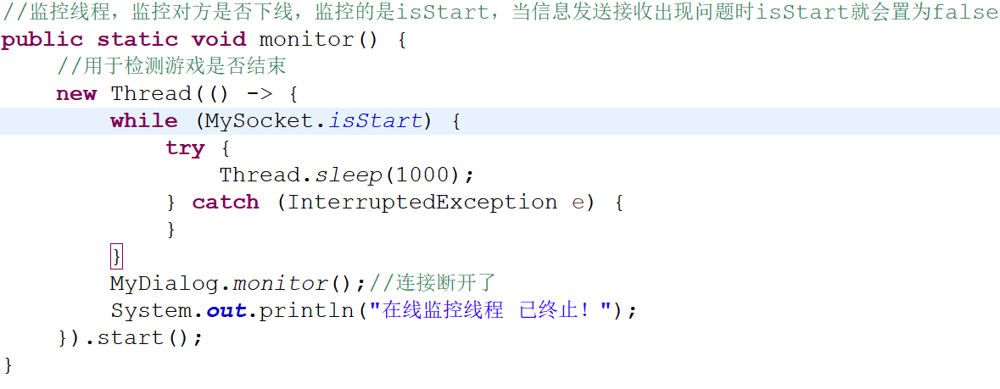 //监控线程，监控对方是否下线，监控的是isStart，当信息发送接收出现问题时isStart就会置为false
public static void monitor() {
    //用于检测游戏是否结束
    new Thread(() -> {
        while (MySocket.isStart) {
            try {
                Thread.sleep(1000);
            } catch (InterruptedException e) {
            }
        }
        MyDialog.monitor();//连接断开了
        System.out.println("在线监控线程 已终止！");
    }).start();
}